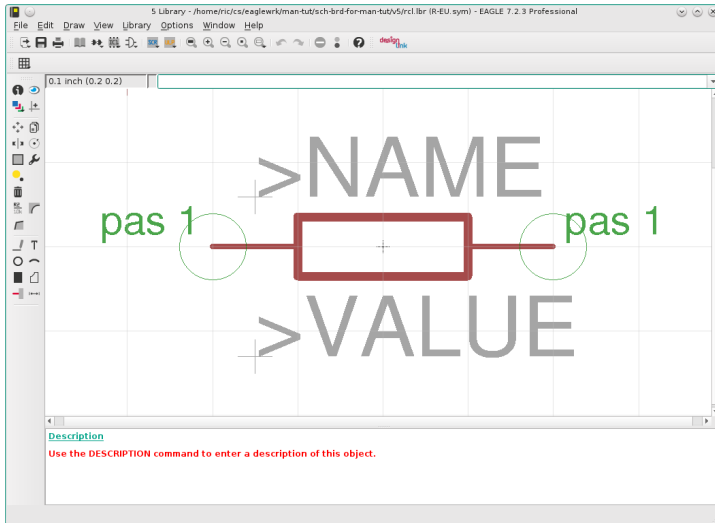 5 Library - /home/ric/cs/eaglewrk/man-tut/sch-brd-for-man-tut/v5/rcl.lbr (R-EU.sym) - EAGLE 7.2.3 Professional
File Edit Draw View Library Options Window Help
design link
0.1 inch (0.2 0.2)
>NAME
pas 1 pas 1
>VALUE
Description
Use the DESCRIPTION command to enter a description of this object.